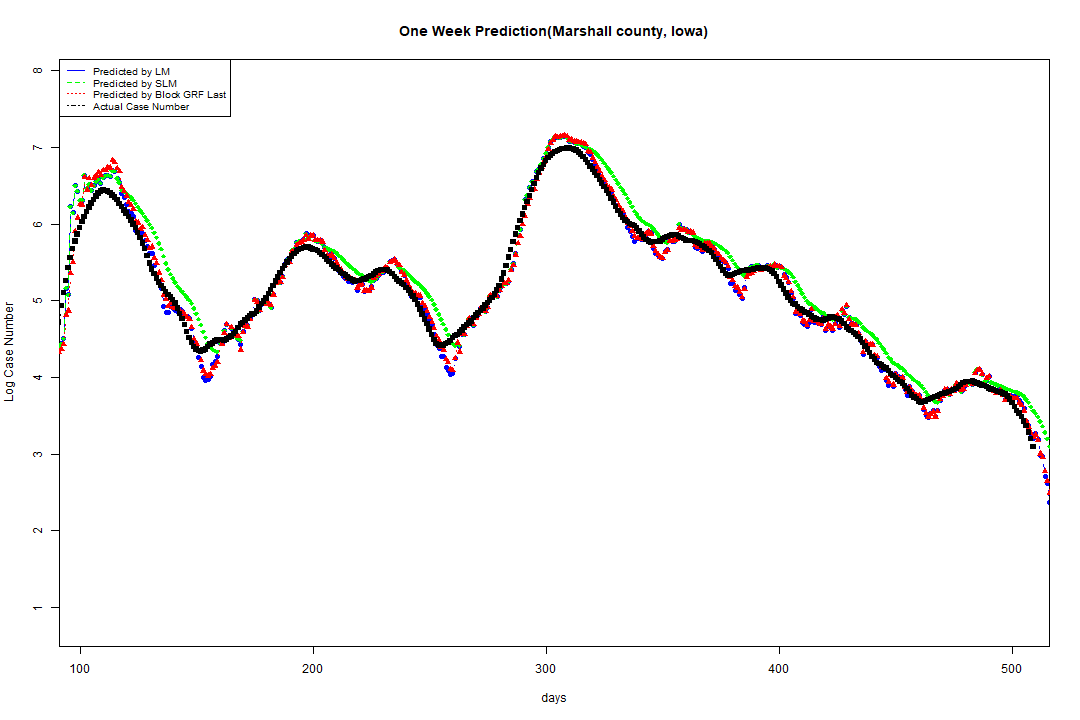 One Week Prediction(Marshall county, Iowa)
Predicted by LM
Predicted by SLM
Predicted by Block GRF Last
Actual Case Number
8
7
6
5
4
3
2
1
Log Case Number
100 200 300 400 500
days